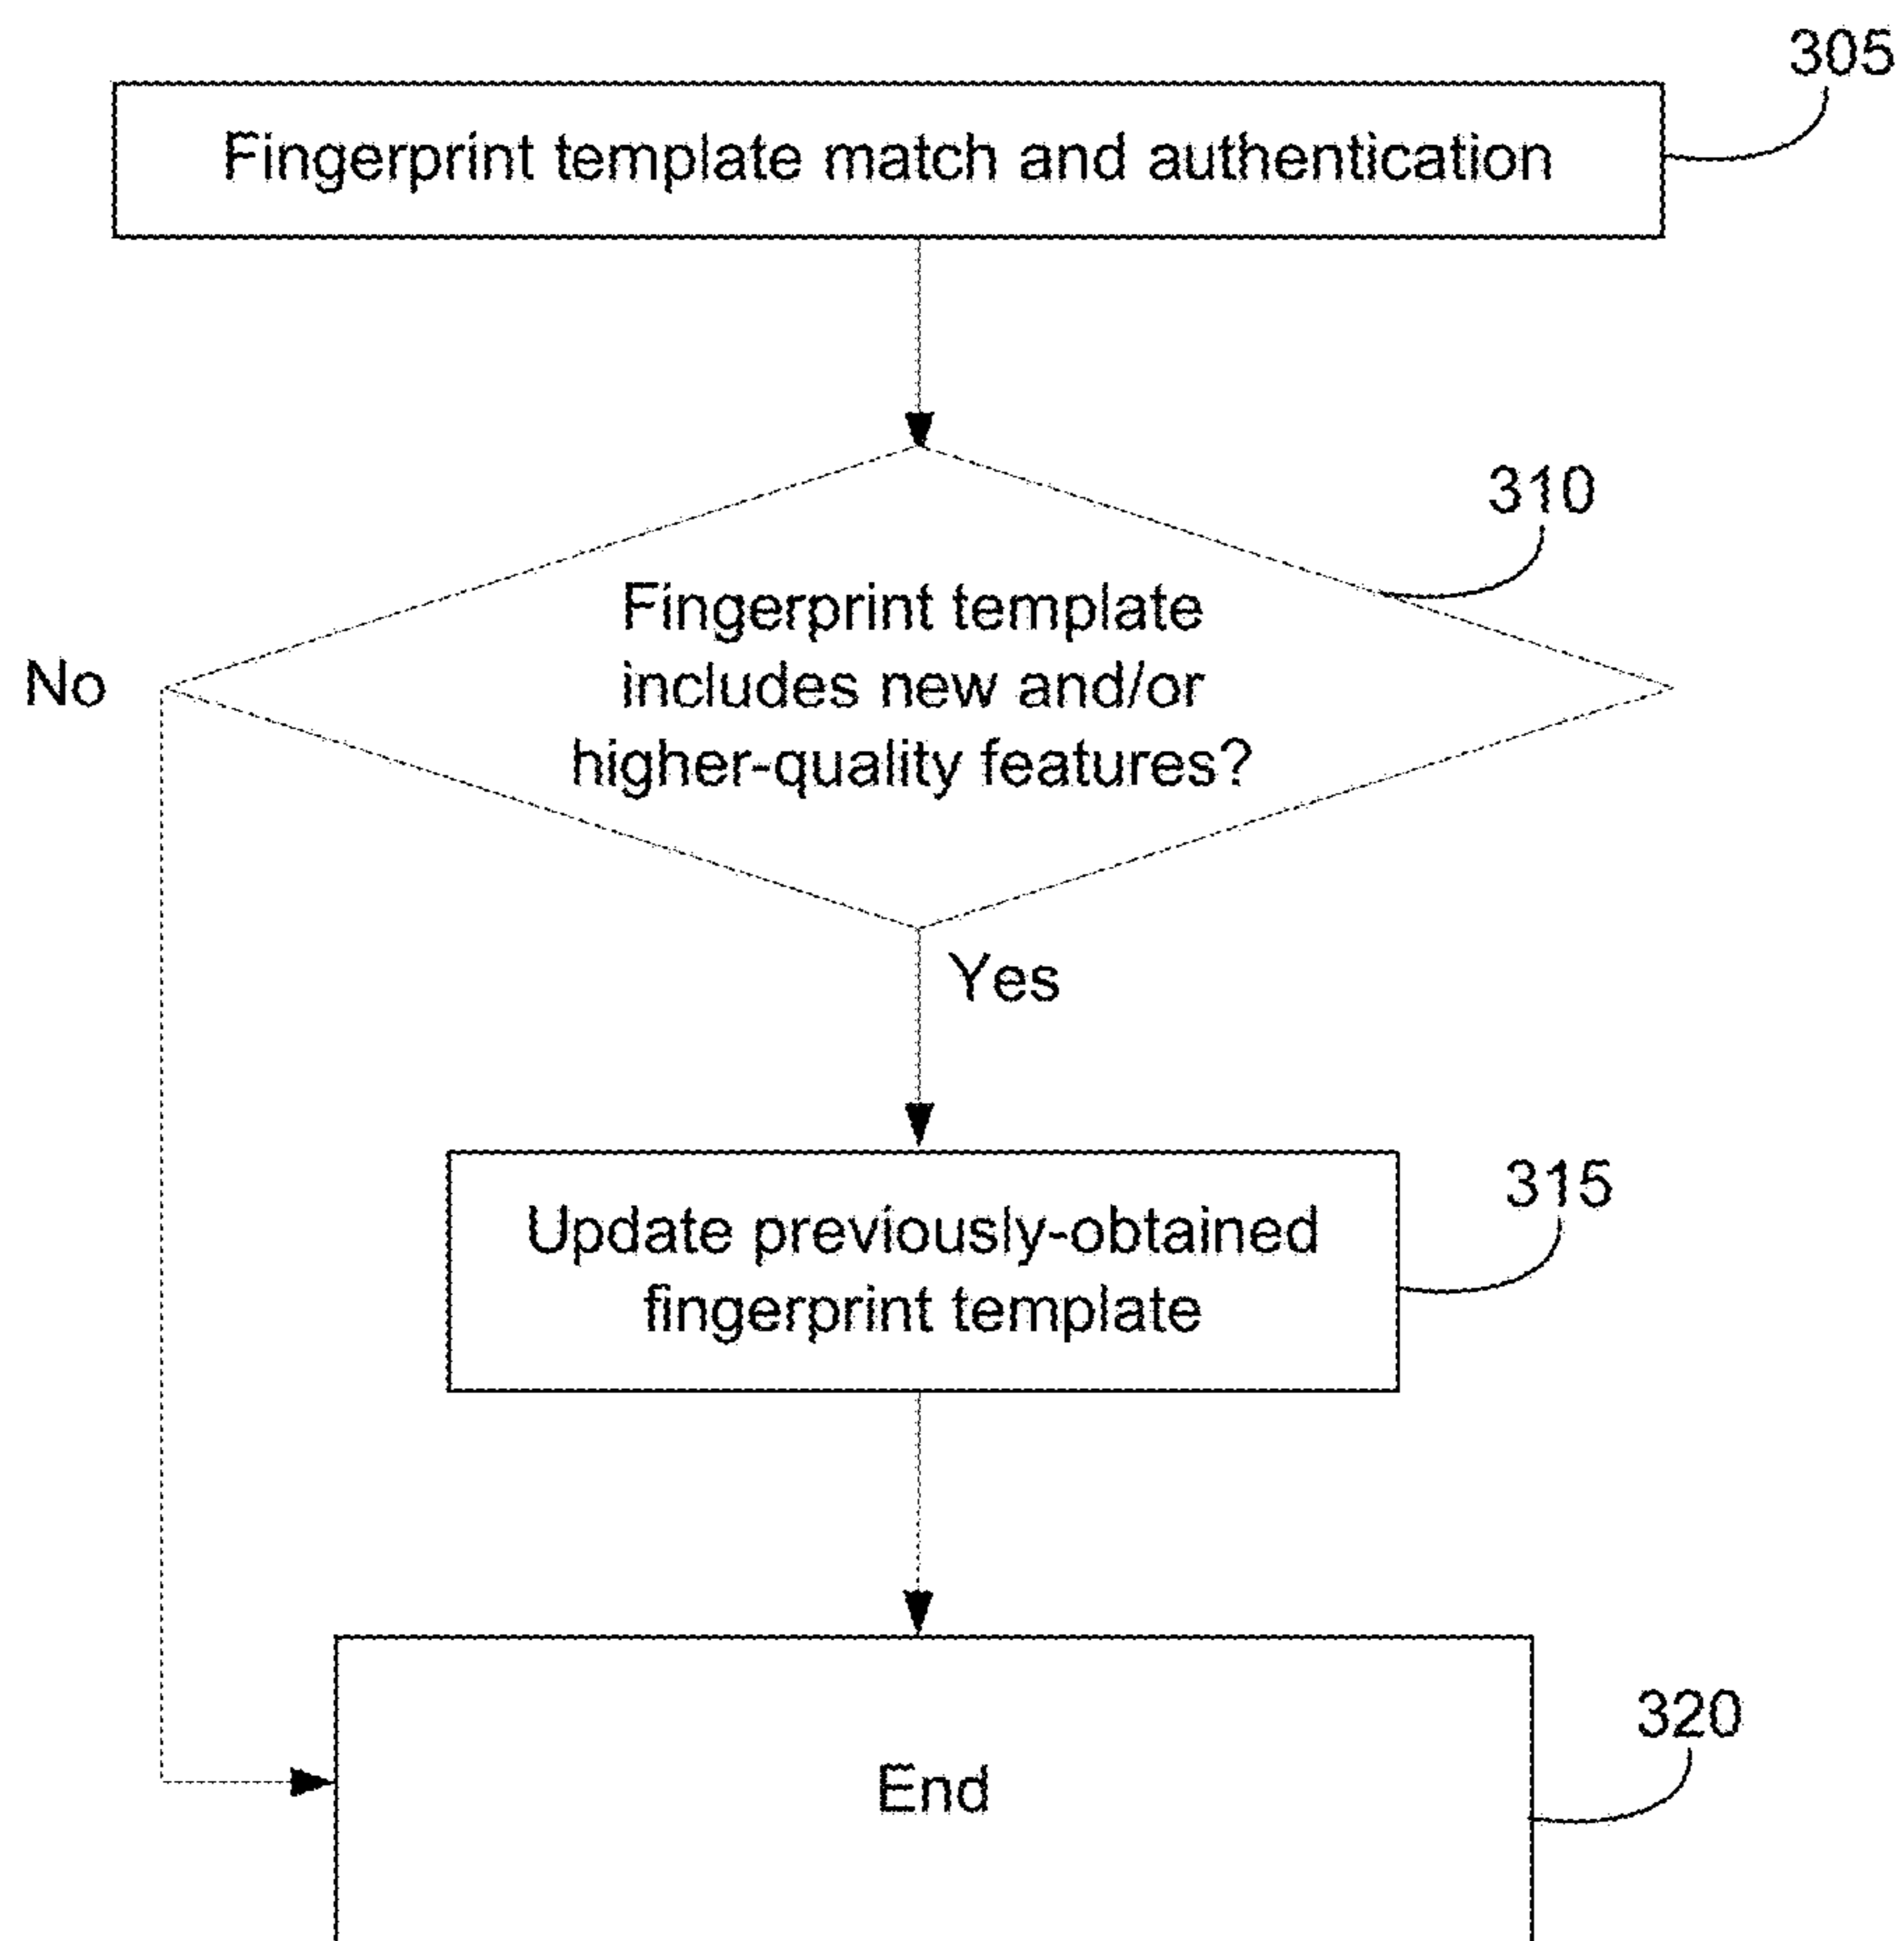 305
Fingerprint template match and authentication
310
Fingerprint template
includes new and/or
higher-quality features?
No
Yes
315
Update previously-obtained
fingerprint template
320
End